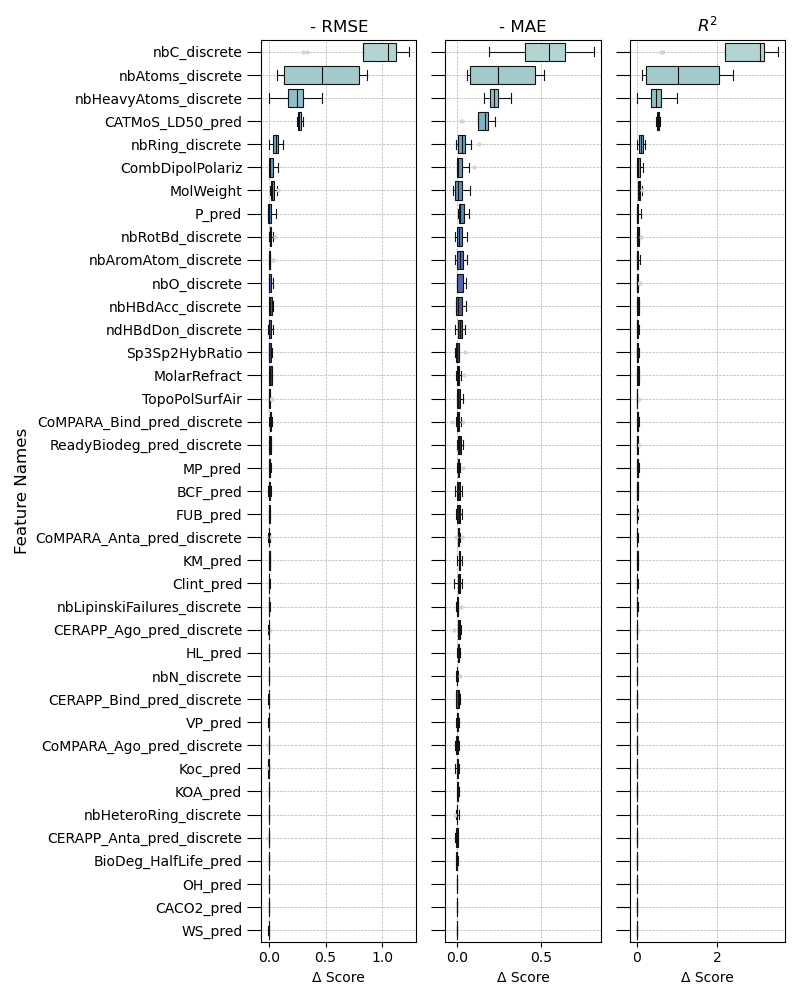 - RMSE
- MAE
R²
Feature Names
nbC_discrete
nbAtoms_discrete
nbHeavyAtoms_discrete
CATMoS_LD50_pred
nbRing_discrete
CombDipolPolariz
MolWeight
P_pred
nbRotBd_discrete
nbAromAtom_discrete
nbO_discrete
nbHBdAcc_discrete
ndHBdDon_discrete
Sp3Sp2HybRatio
MolarRefract
TopoPolSurfAir
CoMPARA_Bind_pred_discrete
ReadyBiodeg_pred_discrete
MP_pred
BCF_pred
FUB_pred
CoMPARA_Anta_pred_discrete
KM_pred
Clint_pred
nbLipinskiFailures_discrete
CERAPP_Ago_pred_discrete
HL_pred
nbN_discrete
CERAPP_Bind_pred_discrete
VP_pred
CoMPARA_Ago_pred_discrete
Koc_pred
KOA_pred
nbHeteroRing_discrete
CERAPP_Anta_pred_discrete
BioDeg_HalfLife_pred
OH_pred
CACO2_pred
WS_pred
0.0 0.5 1.0
0.0 0.5
0 2
Δ Score
Δ Score
Δ Score